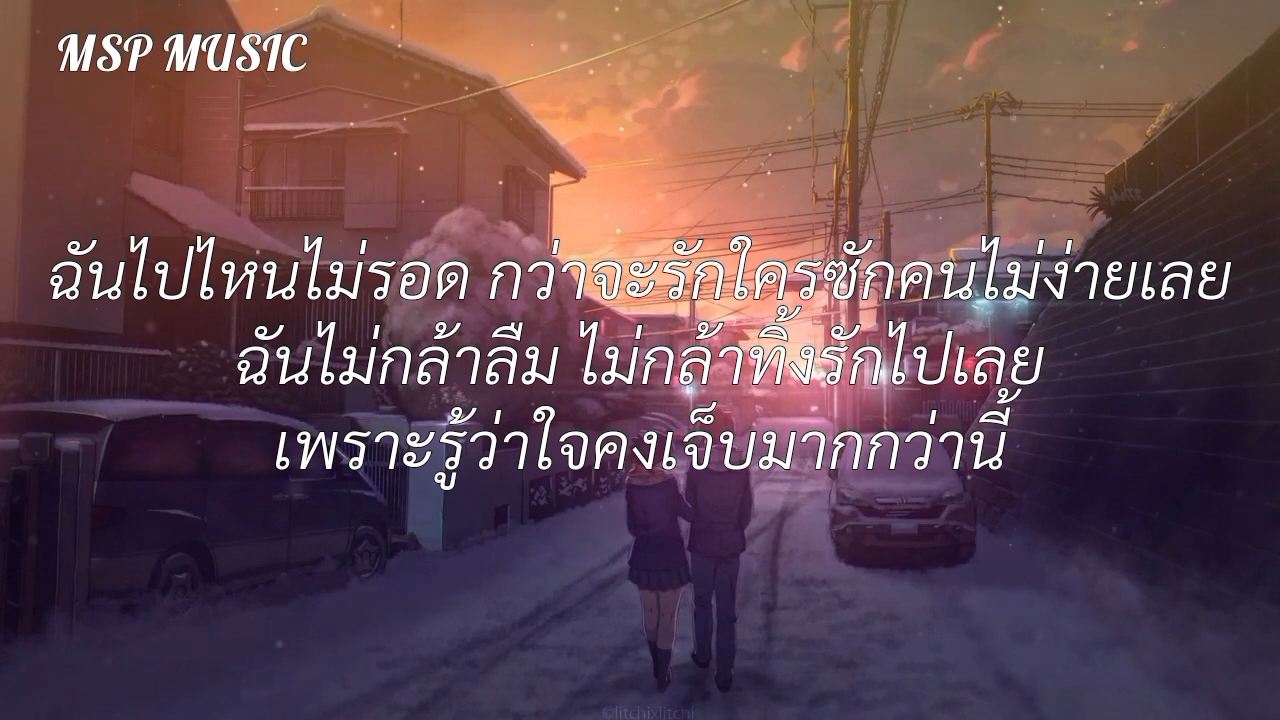 MSP MUSIC
ฉันไปไหนไม่รอด กว่าจะรักใครซักคนไม่ง่ายเลย
ฉันไม่กล้าลืม ไม่กล้าทิ้งรักไปเลย
เพราะรู้ว่าใจคงเจ็บมากกว่านี้
©litchixlitchi